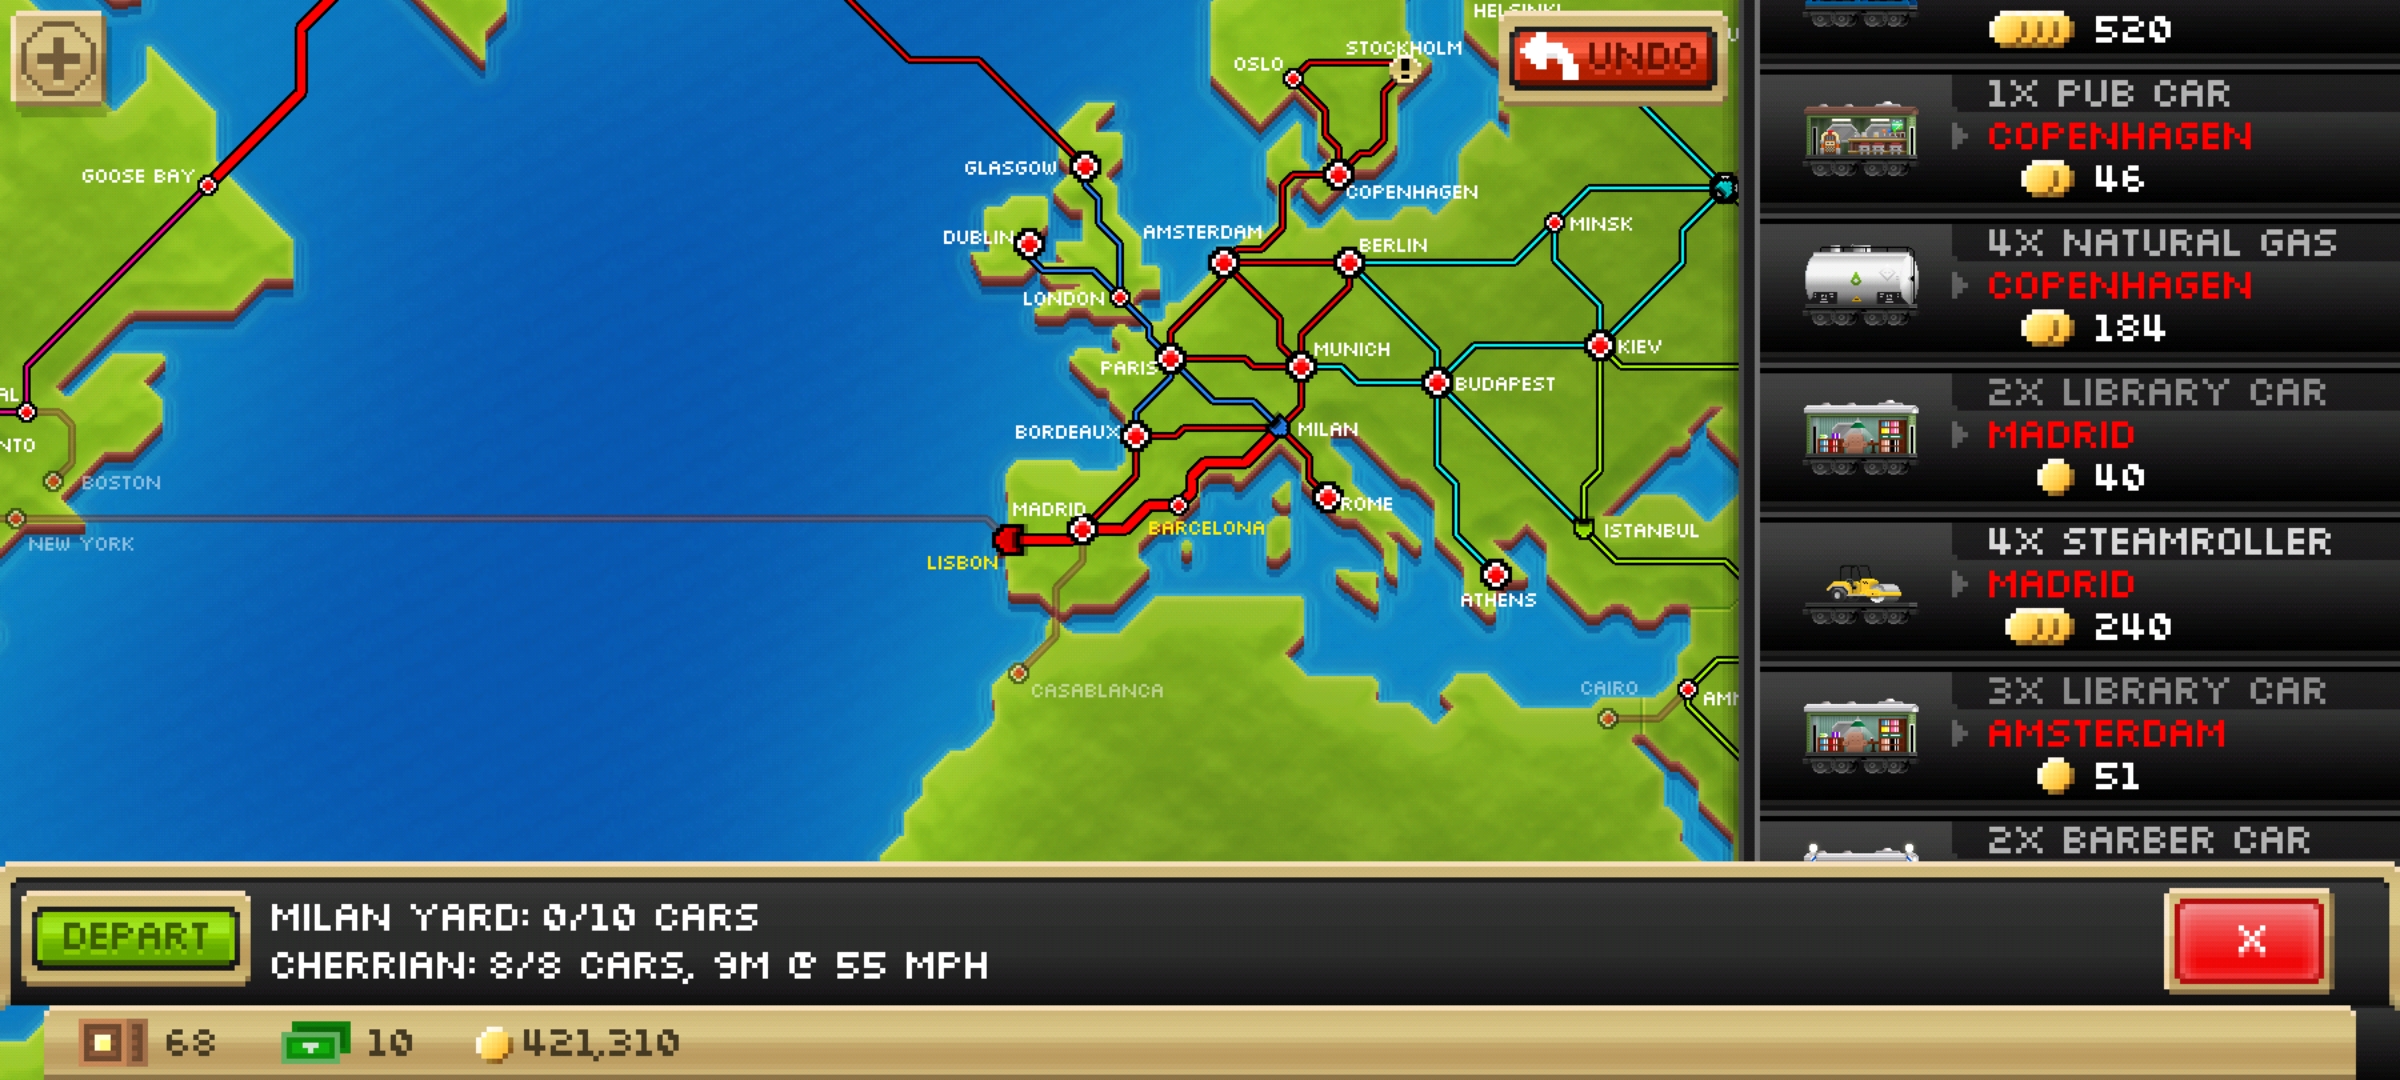 HELSINKI
STOCKHOLM
OSLO
UNDO
GLASGOW
GOOSE BAY
COPENHAGEN
DUBLIN
AMSTERDAM
BERLIN
MINSK
LONDON
PARIS
MUNICH
KIEV
BUDAPEST
BORDEAUX
MILAN
BOSTON
MADRID
ROME
BARCELONA
ISTANBUL
NEW YORK
LISBON
ATHENS
CASABLANCA
CAIRO
520
1X PUB CAR
COPENHAGEN
46
4X NATURAL GAS
COPENHAGEN
184
2X LIBRARY CAR
MADRID
40
4X STEAMROLLER
MADRID
240
3X LIBRARY CAR
AMSTERDAM
51
2X BARBER CAR
DEPART
MILAN YARD: 0/10 CARS
CHERRIAN: 8/8 CARS, 9M @ 55 MPH
X
68
10
421,310